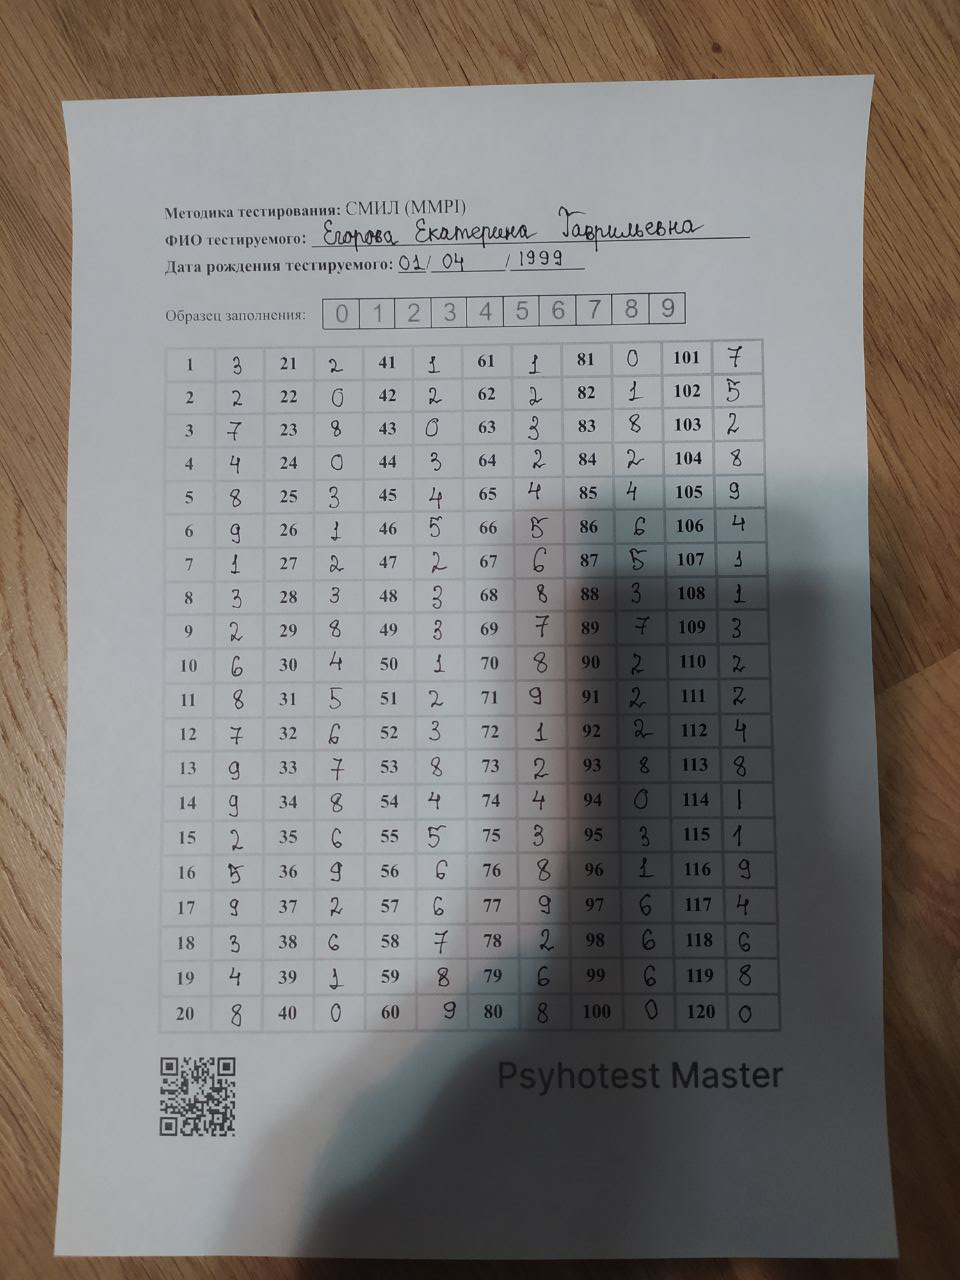 Методика тестирования: СМИЛ (MMPI)
ФИО тестируемого: Егорова Екатерина Гаврильевна
Дата рождения тестируемого: 01/ 04 / 1999
Образец заполнения: 0 1 2 3 4 5 6 7 8 9
1 3 21 2 41 1 61 1 81 0 101 7
2 2 22 0 42 2 62 2 82 1 102 5
3 7 23 8 43 0 63 3 83 8 103 2
4 4 24 0 44 3 64 2 84 2 104 8
5 8 25 3 45 4 65 4 85 4 105 9
6 9 26 1 46 5 66 5 86 6 106 4
7 1 27 2 47 2 67 6 87 5 107 1
8 3 28 3 48 3 68 8 88 3 108 1
9 2 29 8 49 3 69 7 89 7 109 3
10 6 30 4 50 1 70 8 90 2 110 2
11 8 31 5 51 2 71 9 91 2 111 2
12 7 32 6 52 3 72 1 92 2 112 4
13 9 33 7 53 8 73 2 93 8 113 8
14 9 34 8 54 4 74 4 94 0 114 1
15 2 35 6 55 5 75 3 95 3 115 1
16 5 36 9 56 6 76 8 96 1 116 9
17 9 37 2 57 6 77 9 97 6 117 4
18 3 38 6 58 7 78 2 98 6 118 6
19 4 39 1 59 8 79 6 99 6 119 8
20 8 40 0 60 9 80 8 100 0 120 0
Psyhotest Master